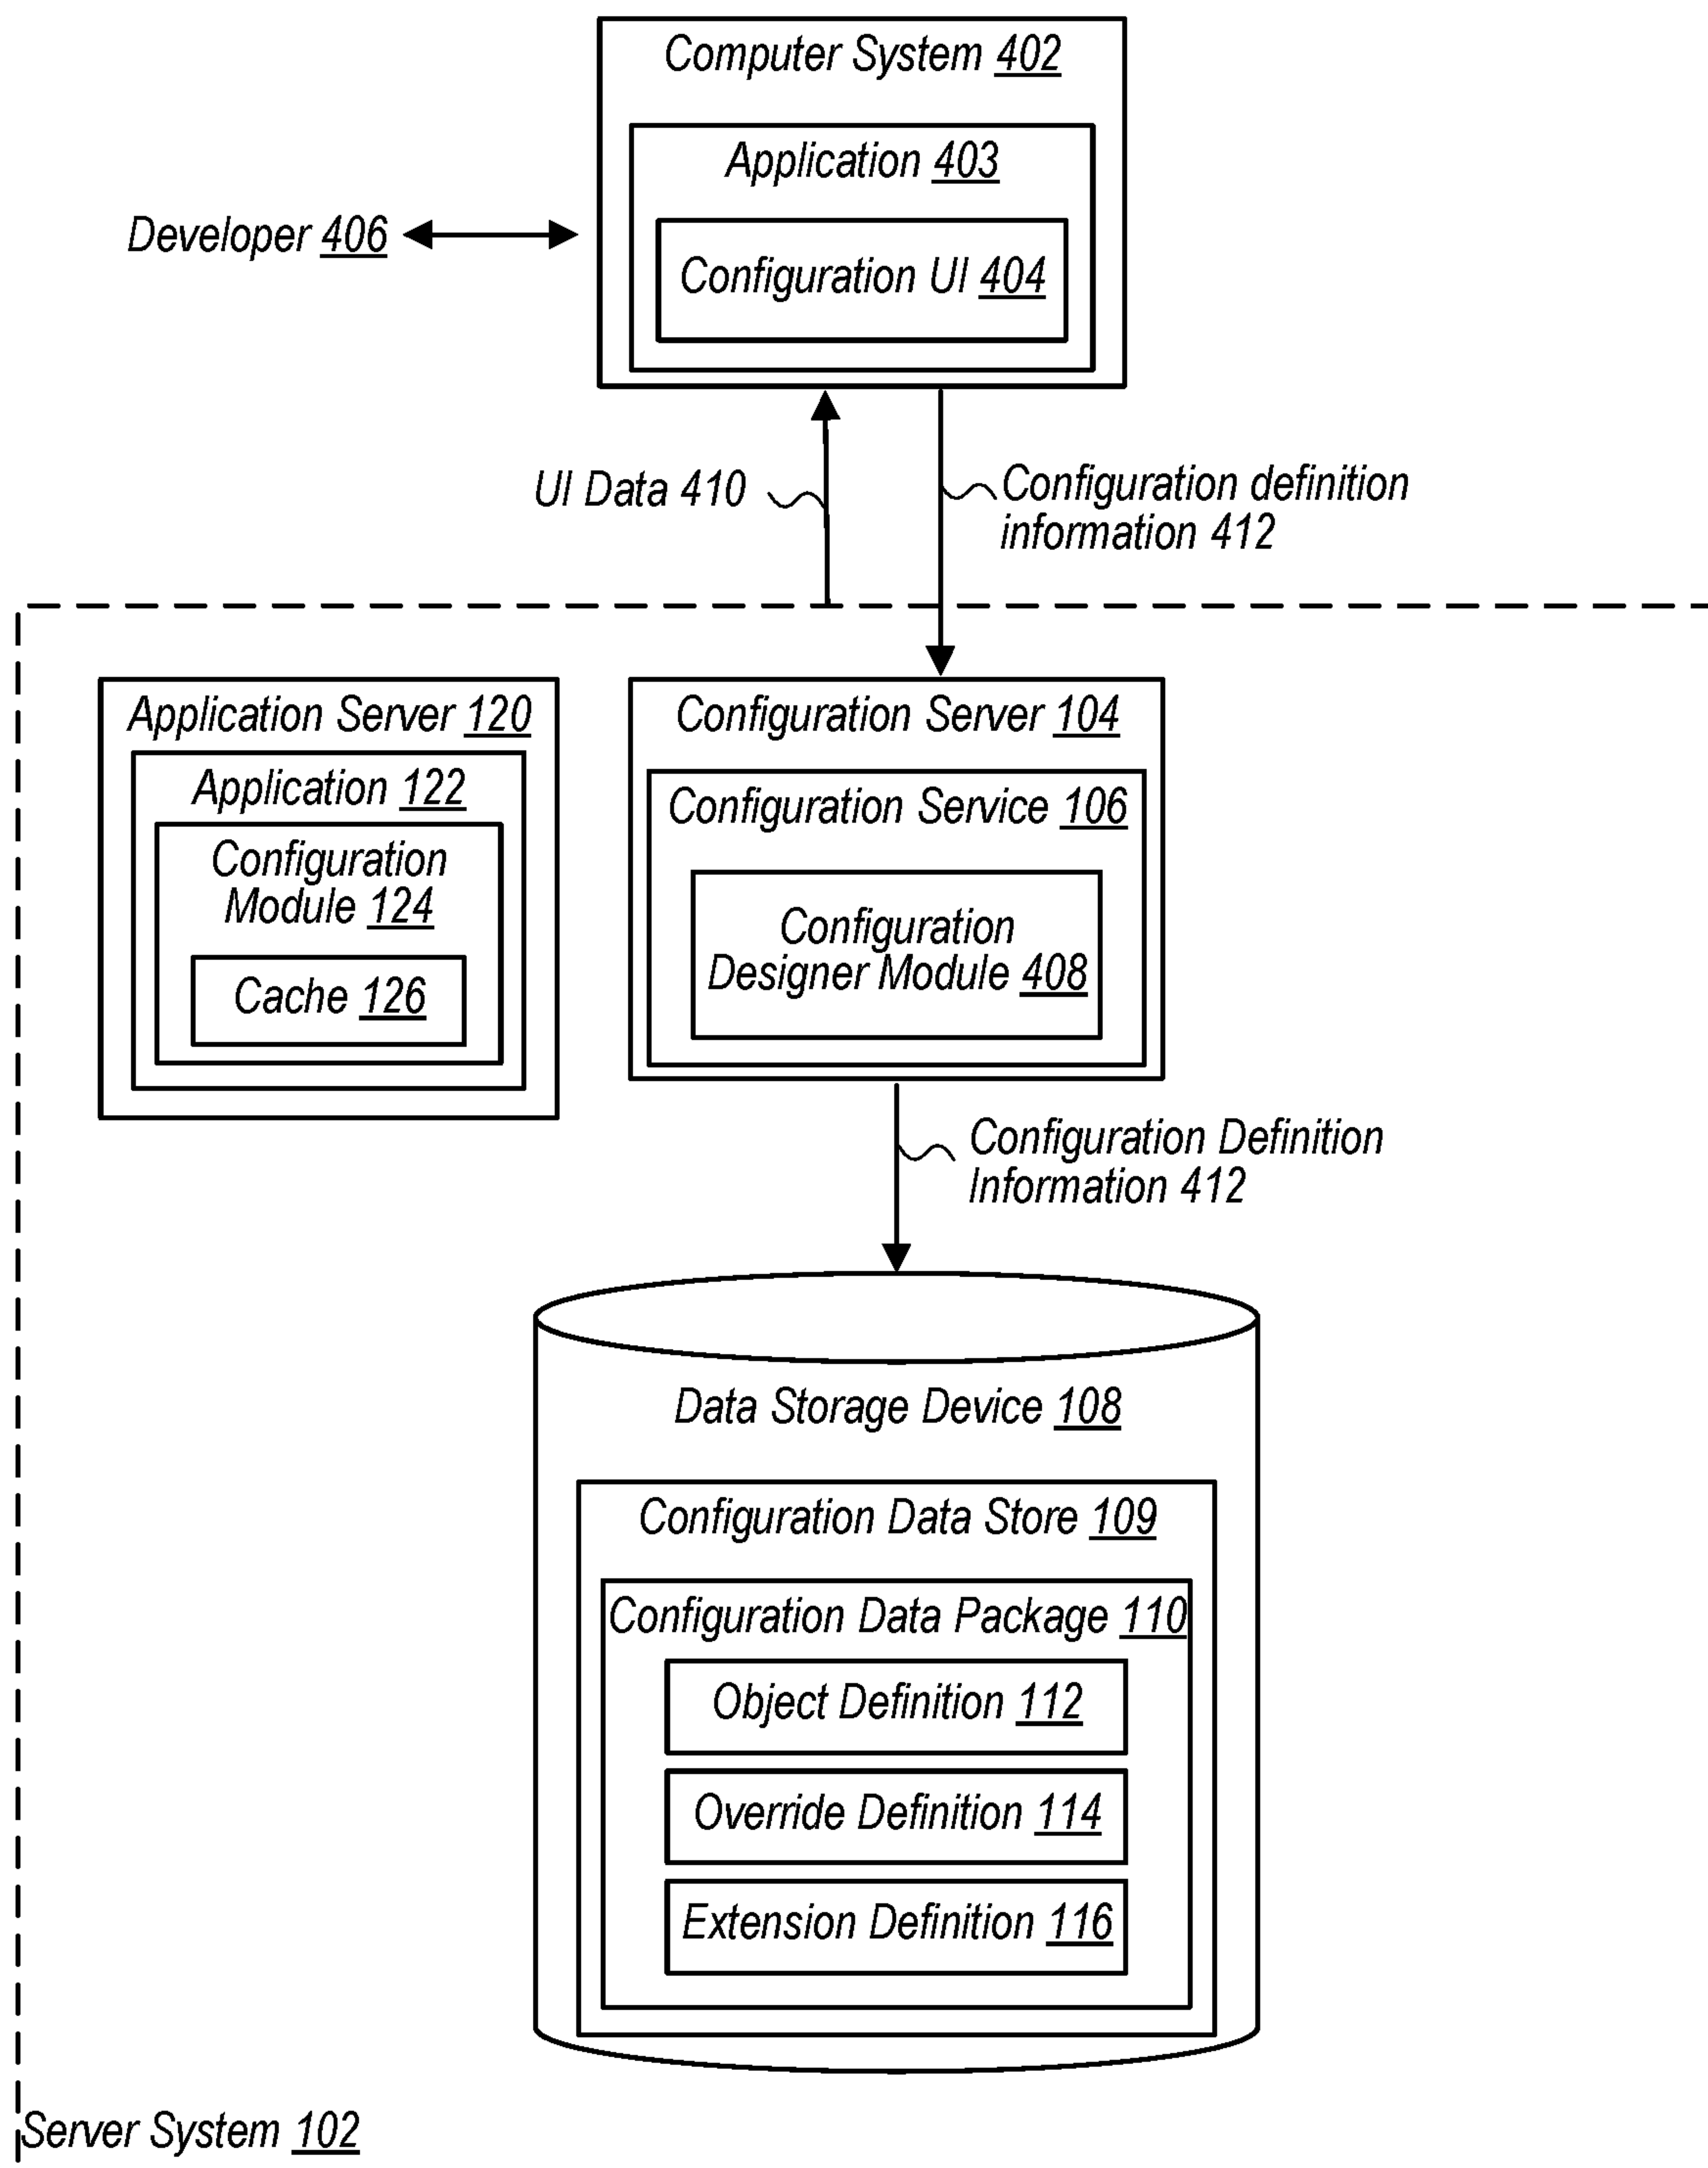 Computer System 402
Application 403
Developer 406
Configuration UI 404
UI Data 410
Configuration definition
information 412
Application Server 120
Application 122
Configuration
Module 124
Cache 126
Configuration Server 104
Configuration Service 106
Configuration
Designer Module 408
Configuration Definition
Information 412
Data Storage Device 108
Configuration Data Store 109
Configuration Data Package 110
Object Definition 112
Override Definition 114
Extension Definition 116
Server System 102